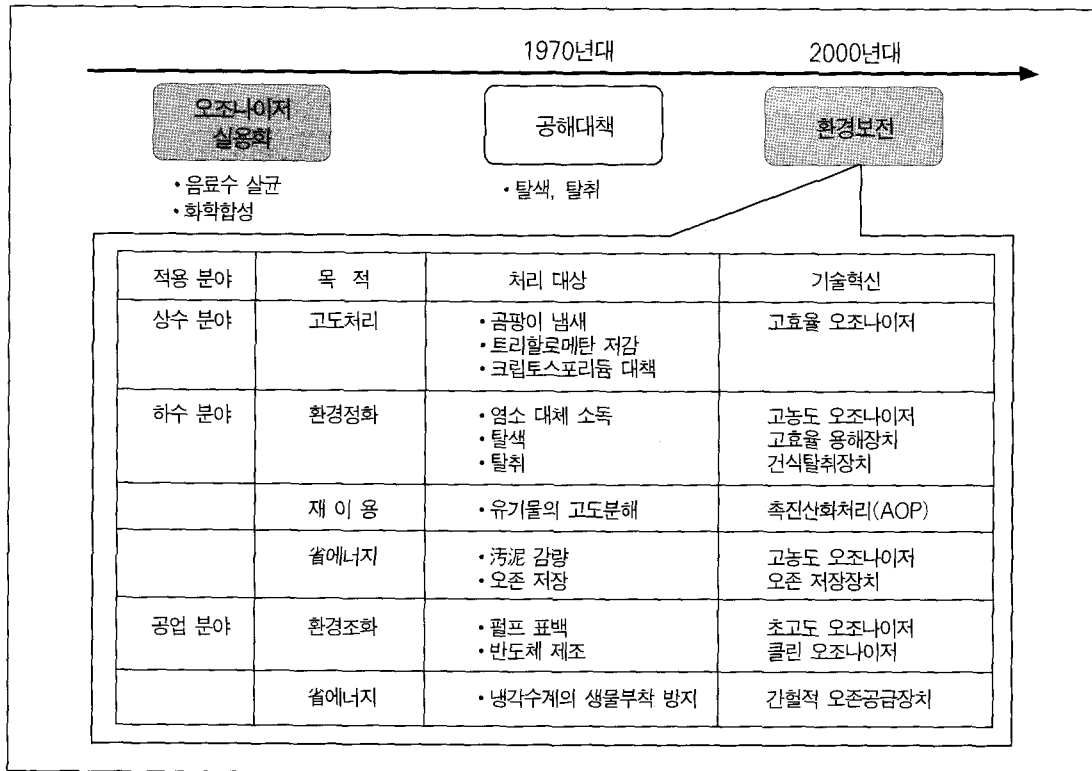 1970년대 2000년대
오조나이저
실용화
공해대책
환경보전
• 음료수 살균
• 화학합성
• 탈색, 탈취
적용 분야 목 적 처리 대상 기술혁신
상수 분야 고도처리 • 곰팡이 냄새 고효율 오조나이저
• 트리할로메탄 저감
• 크립토스포리듐 대책
하수 분야 환경정화 • 염소 대체 소독 고농도 오조나이저
• 탈색 고효율 용해장치
• 탈취 건식탈취장치
재 이 용 • 유기물의 고도분해 촉진산화처리(AOP)
省에너지 • 汚泥 감량 고농도 오조나이저
• 오존 저장 오존 저장장치
공업 분야 환경조화 • 펄프 표백 초고도 오조나이저
• 반도체 제조 클린 오조나이저
省에너지 • 냉각수계의 생물부착 방지 간헐적 오존공급장치